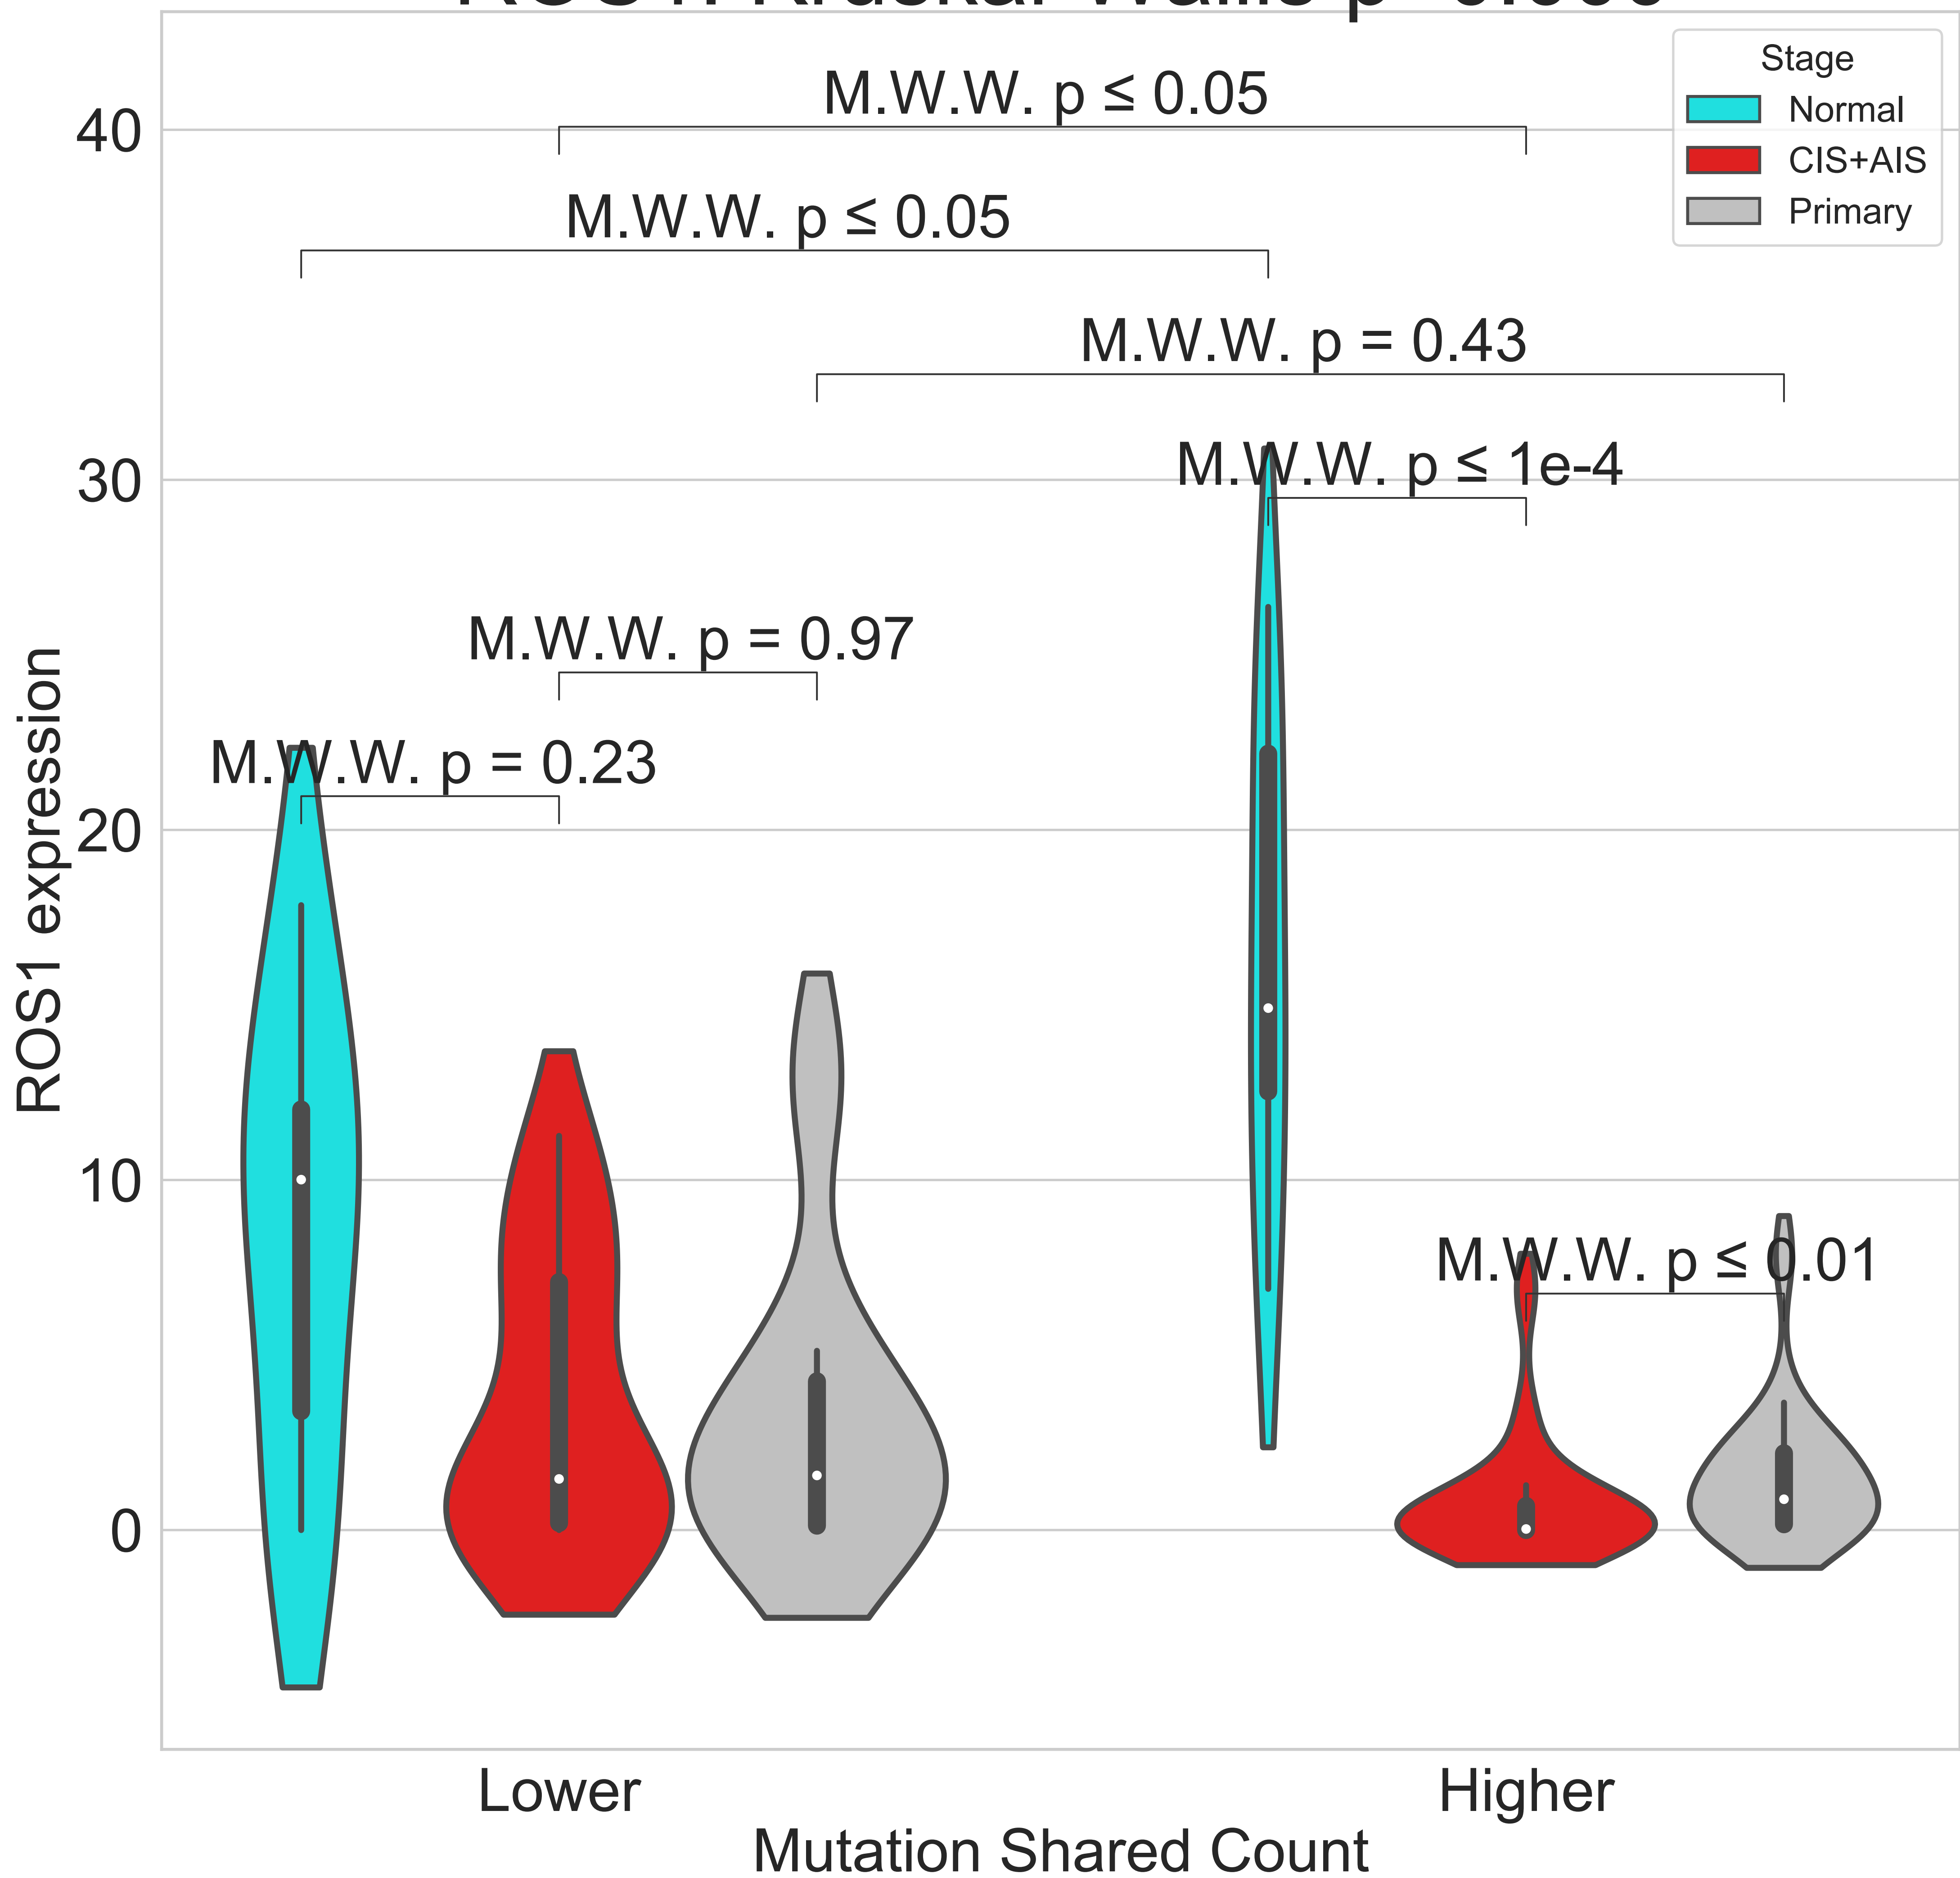 Stage
Normal
CIS+AIS
Primary
M.W.W. p ≤ 0.05
M.W.W. p ≤ 0.05
M.W.W. p = 0.43
M.W.W. p ≤ 1e-4
M.W.W. p = 0.97
M.W.W. p = 0.23
M.W.W. p ≤ 0.01
ROS1 expression
40
30
20
10
0
Lower
Higher
Mutation Shared Count